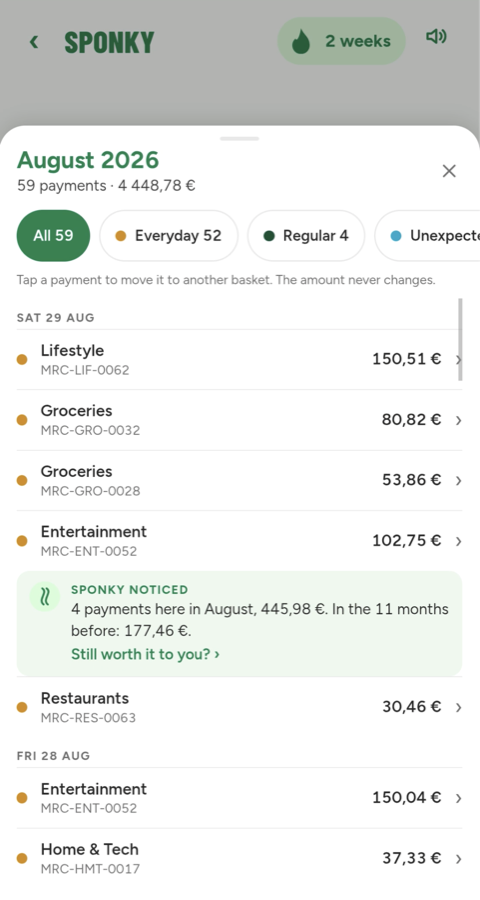 ‹ SPONKY 2 weeks
August 2026
59 payments · 4 448,78 €
All 59 Everyday 52 Regular 4 Unexpecte
Tap a payment to move it to another basket. The amount never changes.
SAT 29 AUG
Lifestyle 150,51 € ›
MRC-LIF-0062
Groceries 80,82 € ›
MRC-GRO-0032
Groceries 53,86 € ›
MRC-GRO-0028
Entertainment 102,75 € ›
MRC-ENT-0052
SPONKY NOTICED
4 payments here in August, 445,98 €. In the 11 months
before: 177,46 €.
Still worth it to you? ›
Restaurants 30,46 € ›
MRC-RES-0063
FRI 28 AUG
Entertainment 150,04 € ›
MRC-ENT-0052
Home & Tech 37,33 € ›
MRC-HMT-0017